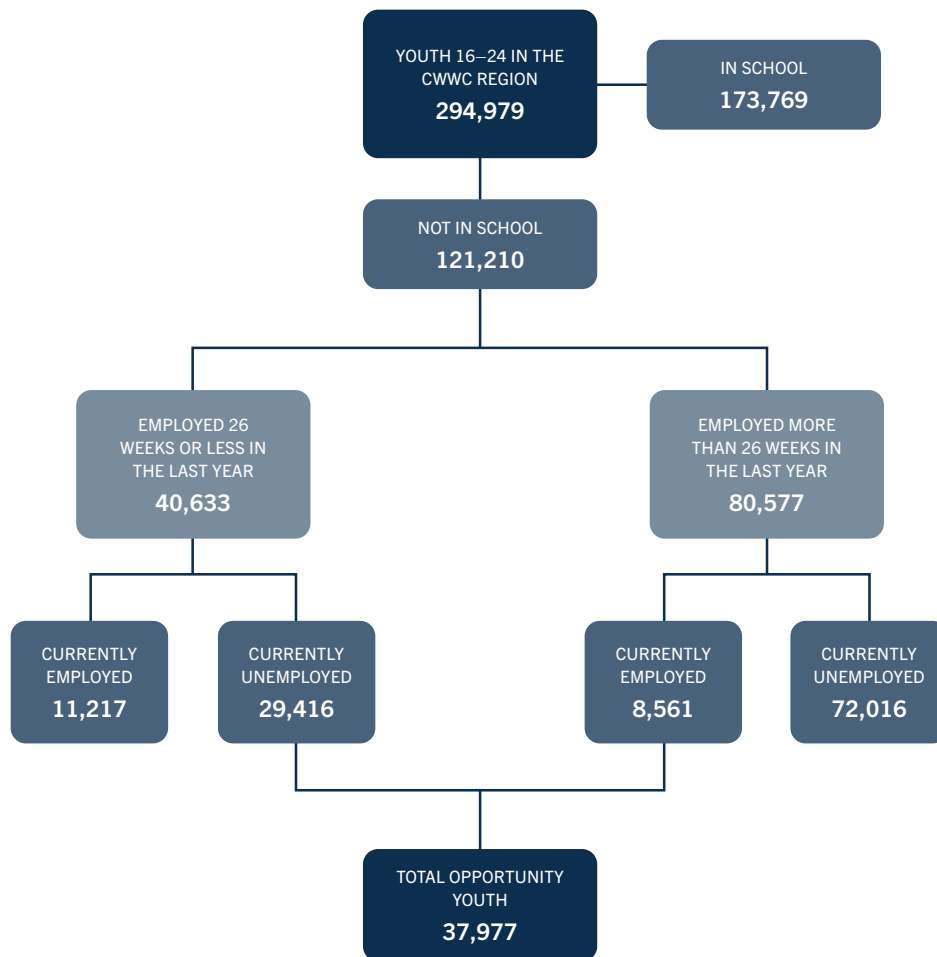 YOUTH 16–24 IN THE
CWWC REGION
294,979
IN SCHOOL
173,769
NOT IN SCHOOL
121,210
EMPLOYED 26
WEEKS OR LESS IN
THE LAST YEAR
40,633
EMPLOYED MORE
THAN 26 WEEKS IN
THE LAST YEAR
80,577
CURRENTLY
EMPLOYED
11,217
CURRENTLY
UNEMPLOYED
29,416
CURRENTLY
EMPLOYED
8,561
CURRENTLY
UNEMPLOYED
72,016
TOTAL OPPORTUNITY
YOUTH
37,977